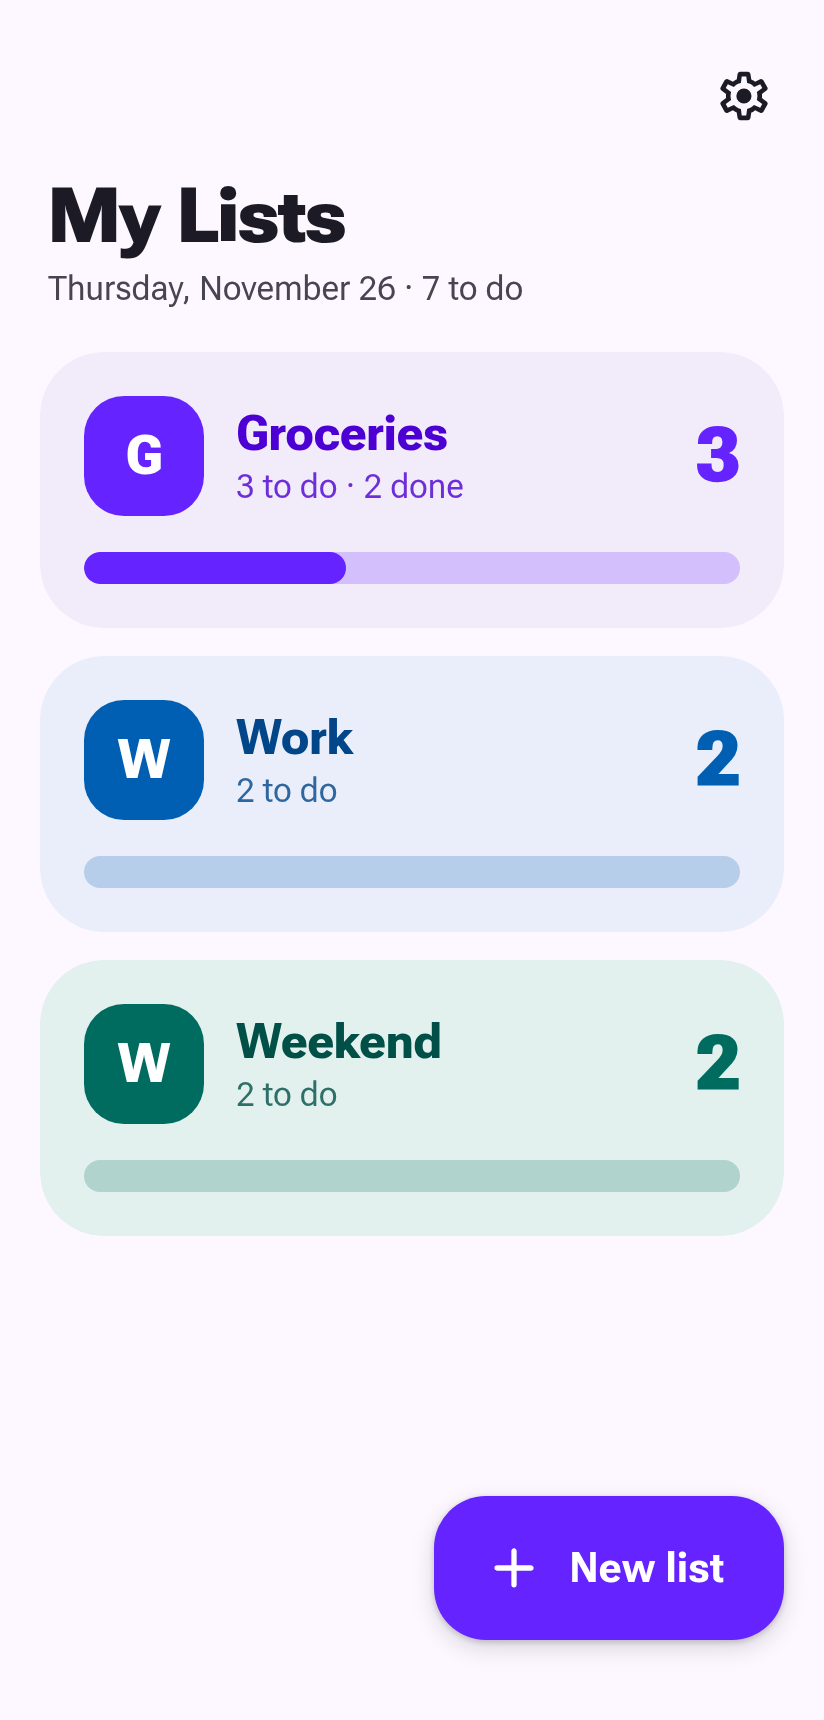 My Lists
Thursday, November 26 · 7 to do
G
Groceries
3 to do · 2 done
3
W
Work
2 to do
2
W
Weekend
2 to do
2
New list